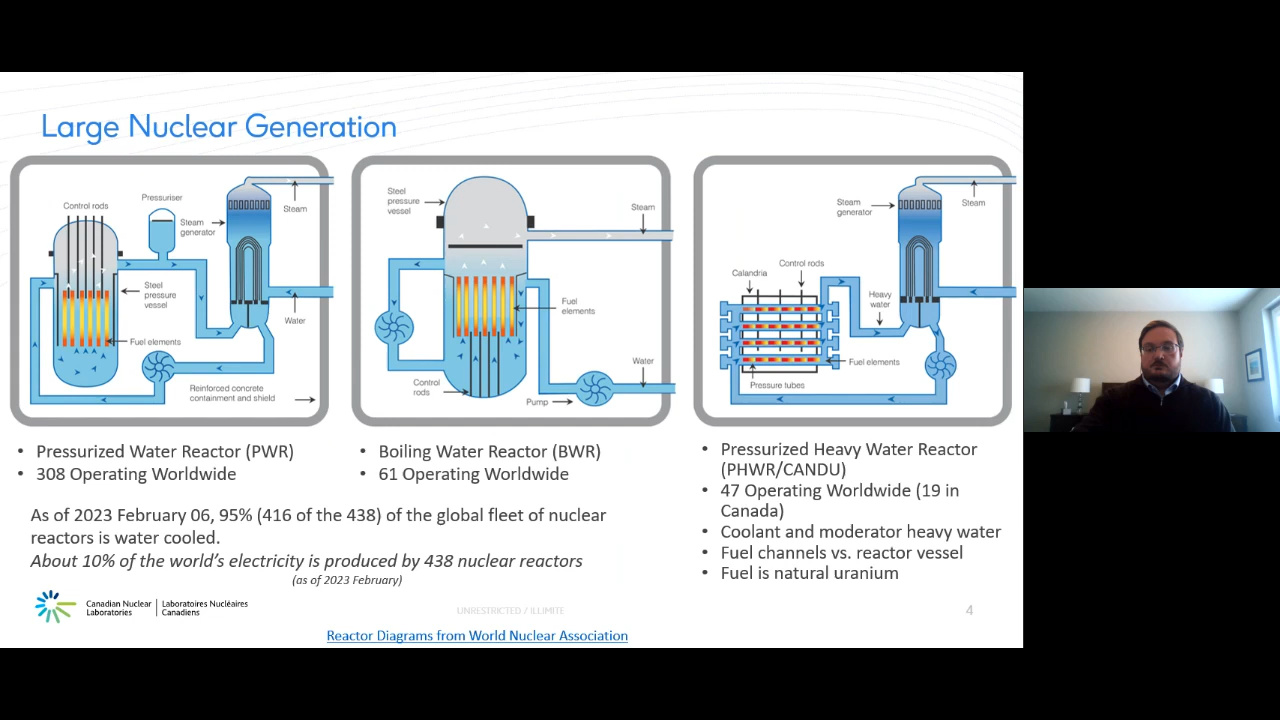 Large Nuclear Generation
Control rods
Pressuriser
Steam
generator
Steam
Steel
pressure
vessel
Water
Fuel elements
Reinforced concrete
containment and shield
Steel
pressure
vessel
Steam
Fuel
elements
Control
rods
Water
Pump
Steam
generator
Steam
Control rods
Calandria
Heavy
water
Fuel elements
Pressure tubes
• Pressurized Water Reactor (PWR)
• 308 Operating Worldwide
• Boiling Water Reactor (BWR)
• 61 Operating Worldwide
• Pressurized Heavy Water Reactor
(PHWR/CANDU)
• 47 Operating Worldwide (19 in
Canada)
• Coolant and moderator heavy water
• Fuel channels vs. reactor vessel
• Fuel is natural uranium
As of 2023 February 06, 95% (416 of the 438) of the global fleet of nuclear
reactors is water cooled.
About 10% of the world's electricity is produced by 438 nuclear reactors
(as of 2023 February)
Canadian Nuclear | Laboratoires Nucléaires
Laboratories | Canadiens
UNRESTRICTED / ILLIMITÉ
4
Reactor Diagrams from World Nuclear Association